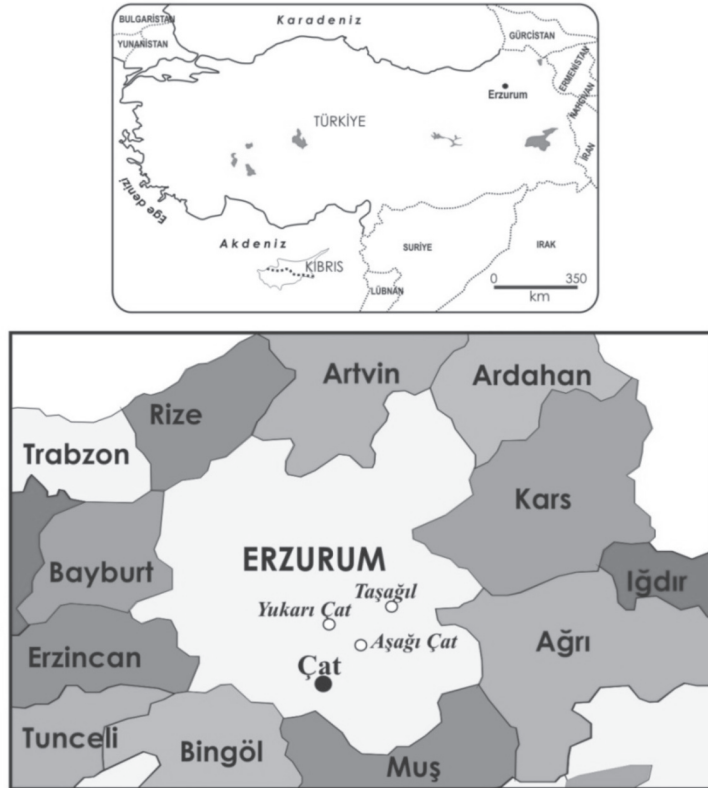 BULGARİSTAN
Karadeniz
GÜRCİSTAN
YUNANİSTAN
ERMENİSTAN
Erzurum
NAHÇIVAN
TÜRKİYE
İRAN
Ege denizi
Akdeniz
SURİYE
IRAK
KIBRIS
LÜBNAN
0 350
km
Artvin
Ardahan
Rize
Trabzon
Kars
ERZURUM
Bayburt
Iğdır
Taşağıl
Yukarı Çat
Aşağı Çat
Ağrı
Erzincan
Çat
Tunceli
Bingöl
Muş